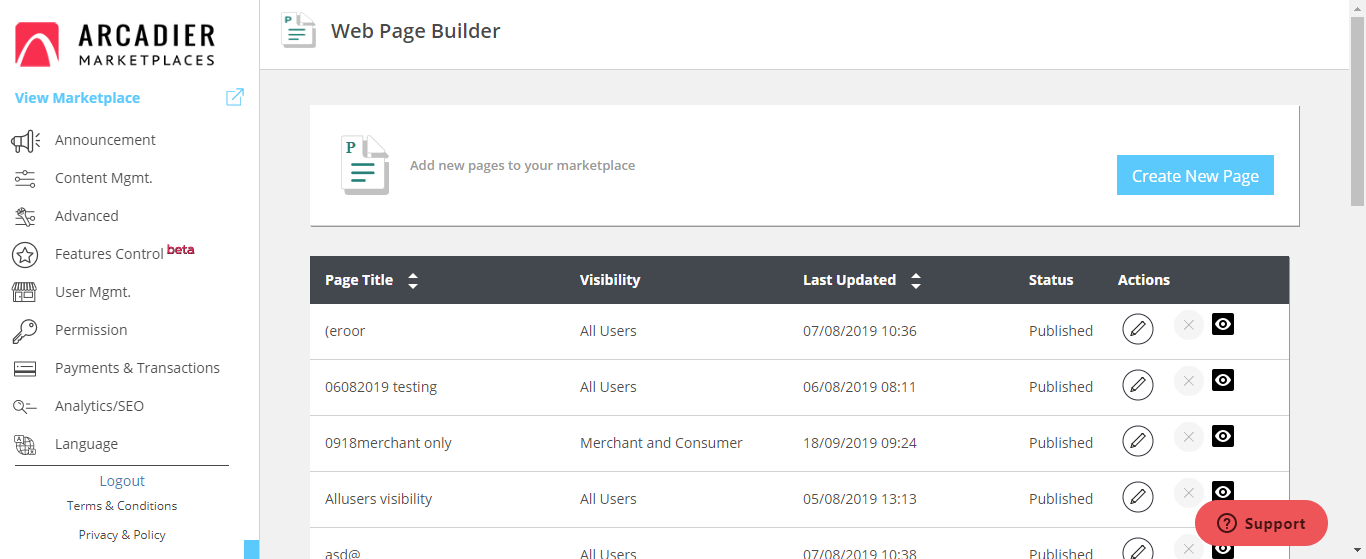 ARCADIER
MARKETPLACES
View Marketplace
Announcement
Content Mgmt.
Advanced
Features Control beta
User Mgmt.
Permission
Payments & Transactions
Analytics/SEO
Language
Logout
Terms & Conditions
Privacy & Policy
P Web Page Builder
P Add new pages to your marketplace
Create New Page
Page Title Visibility Last Updated Status Actions
(eroor All Users 07/08/2019 10:36 Published
06082019 testing All Users 06/08/2019 08:11 Published
0918merchant only Merchant and Consumer 18/09/2019 09:24 Published
Allusers visibility All Users 05/08/2019 13:13 Published
asd@ All Users 07/08/2019 10:38 Published
Support